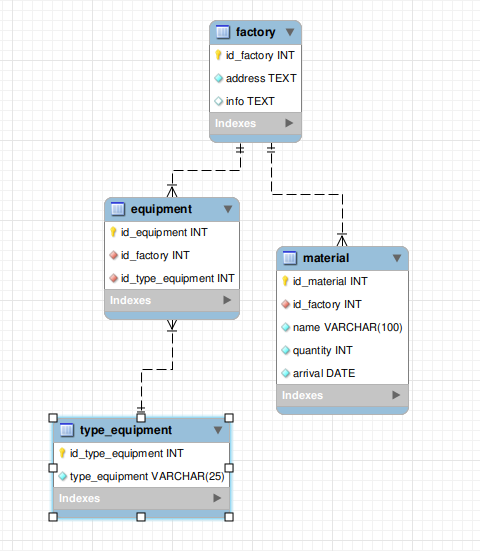 factory
id_factory INT
address TEXT
info TEXT
Indexes
equipment
id_equipment INT
id_factory INT
id_type_equipment INT
Indexes
material
id_material INT
id_factory INT
name VARCHAR(100)
quantity INT
arrival DATE
Indexes
type_equipment
id_type_equipment INT
type_equipment VARCHAR(25)
Indexes